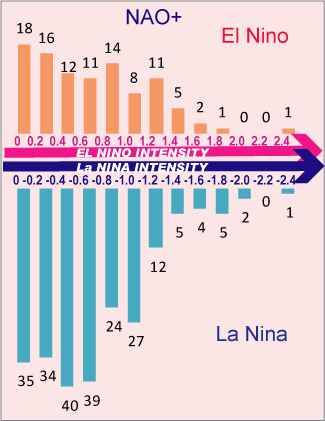 NAO+
El Nino
18 16 12 11 14 8 11 5 2 1 0 0 1
0 0.2 0.4 0.6 0.8 1.0 1.2 1.4 1.6 1.8 2.0 2.2 2.4
EL NINO INTENSITY
La NINA INTENSITY
0 -0.2 -0.4 -0.6 -0.8 -1.0 -1.2 -1.4 -1.6 -1.8 -2.0 -2.2 -2.4
35 34 40 39 24 27 12 5 4 5 2 0 1
La Nina